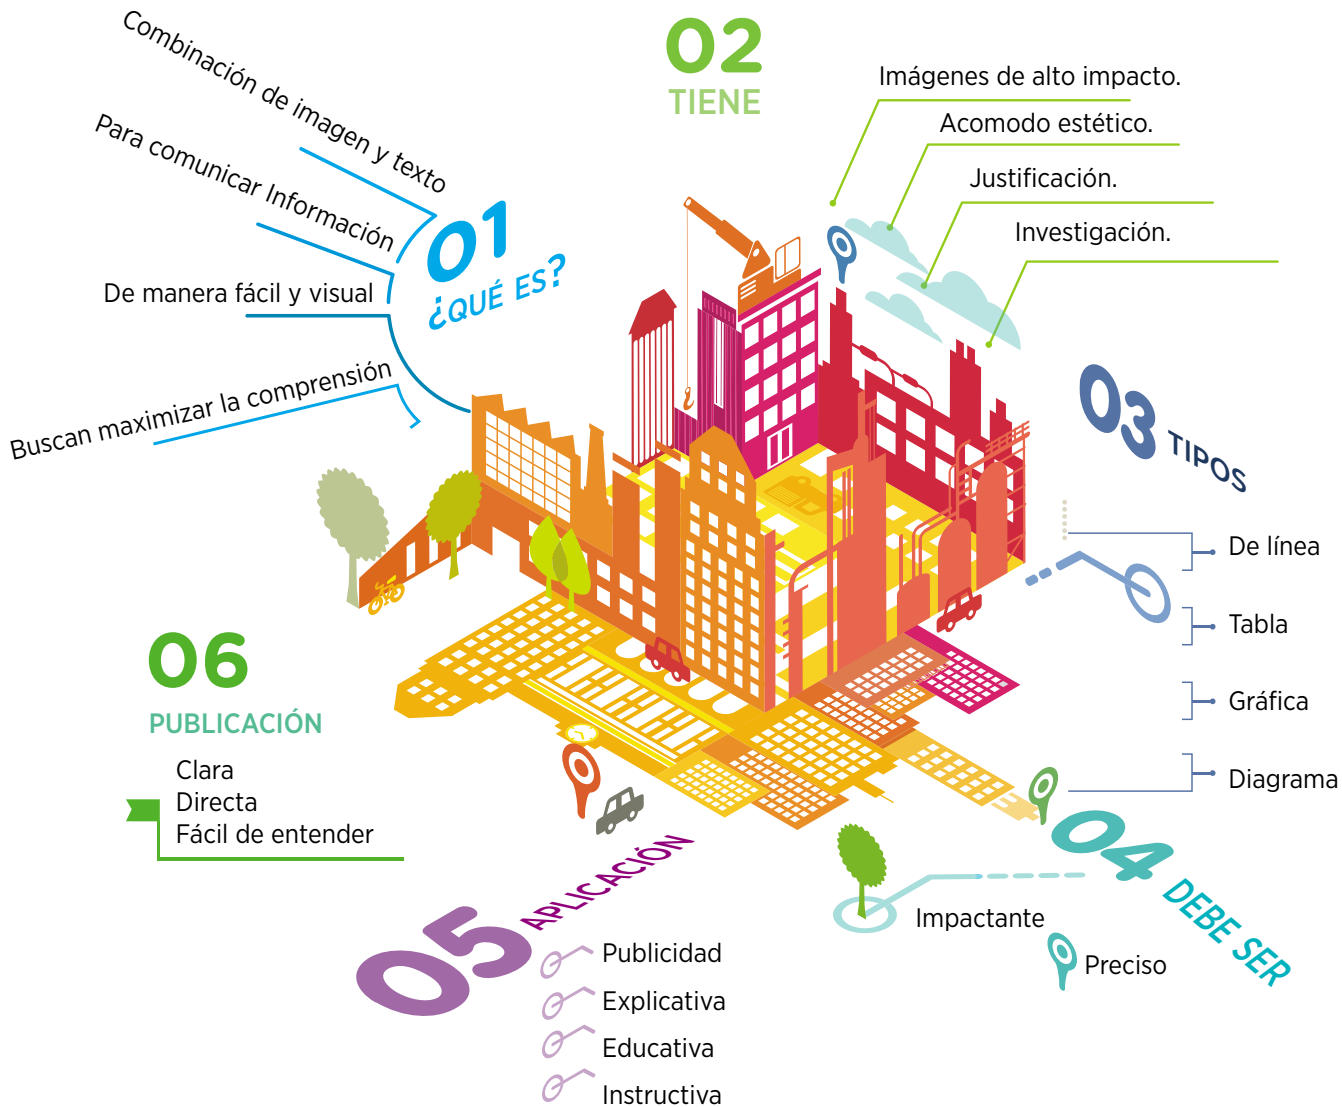 01
¿QUÉ ES?
Combinación de imagen y texto
Para comunicar Información
De manera fácil y visual
Buscan maximizar la comprensión
02
TIENE
Imágenes de alto impacto.
Acomodo estético.
Justificación.
Investigación.
03
TIPOS
De línea
Tabla
Gráfica
Diagrama
04
DEBE SER
Impactante
Preciso
05
APLICACIÓN
Publicidad
Explicativa
Educativa
Instructiva
06
PUBLICACIÓN
Clara
Directa
Fácil de entender